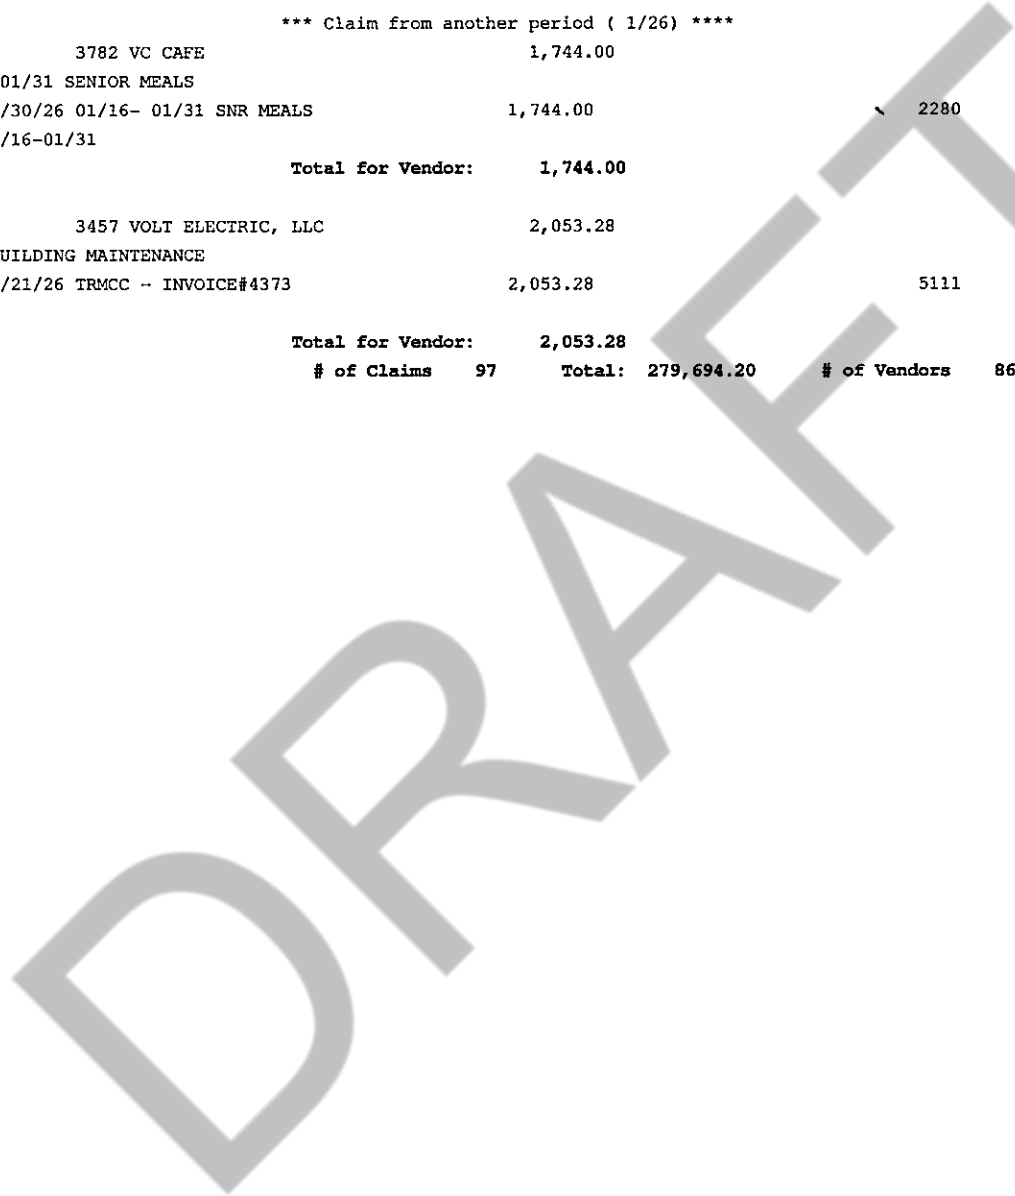 *** Claim from another period ( 1/26) ****
3782 VC CAFE 1,744.00
01/31 SENIOR MEALS
/30/26 01/16- 01/31 SNR MEALS 1,744.00 2280
/16-01/31
Total for Vendor: 1,744.00
3457 VOLT ELECTRIC, LLC 2,053.28
UILDING MAINTENANCE
/21/26 TRMCC - INVOICE#4373 2,053.28 5111
Total for Vendor: 2,053.28
# of Claims 97 Total: 279,694.20 # of Vendors 86
DRAFT